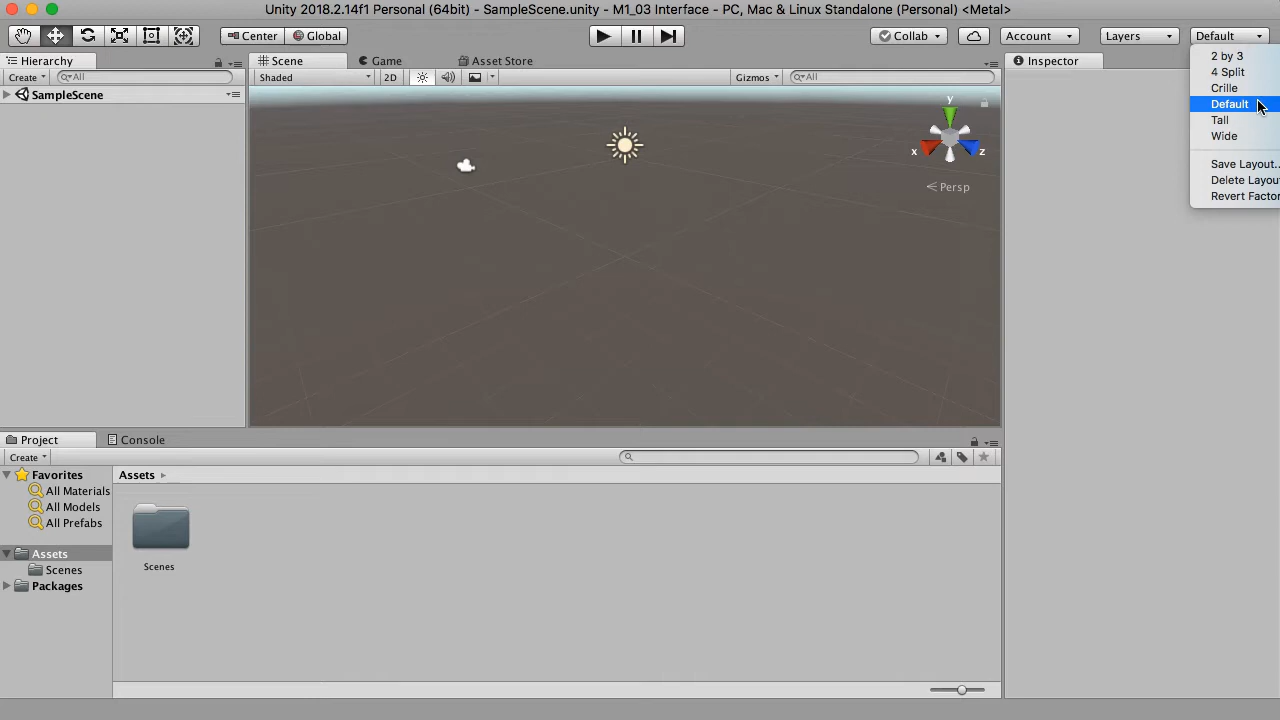 Unity 2018.2.14f1 Personal (64bit) - SampleScene.unity - M1_03 Interface - PC, Mac & Linux Standalone (Personal) <Metal>
Center Global Collab Account Layers Default
Hierarchy
Create All
SampleScene
Scene Game Asset Store
Shaded 2D Gizmos All
y
x z
Persp
Inspector
2 by 3
4 Split
Crille
Default
Tall
Wide
Save Layout..
Delete Layou
Revert Factor
Project Console
Create
Favorites
All Materials
All Models
All Prefabs
Assets
Scenes
Packages
Assets
Scenes